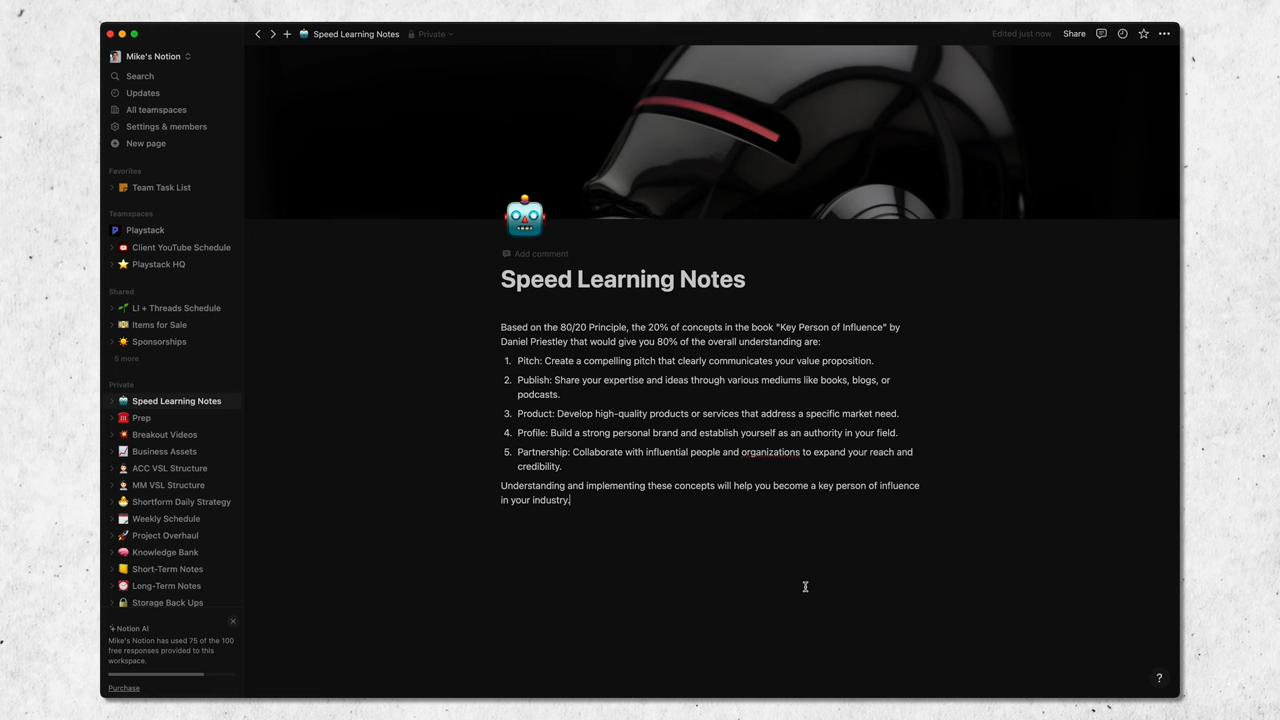 Speed Learning Notes
Private
Edited just now
Share
Mike's Notion
Search
Updates
All teamspaces
Settings & members
New page
Favorites
Team Task List
Teamspaces
Playstack
Client YouTube Schedule
Playstack HQ
Shared
LI + Threads Schedule
Items for Sale
Sponsorships
5 more
Private
Speed Learning Notes
Prep
Breakout Videos
Business Assets
ACC VSL Structure
MM VSL Structure
Shortform Daily Strategy
Weekly Schedule
Project Overhaul
Knowledge Bank
Short-Term Notes
Long-Term Notes
Storage Back Ups
Notion AI
Mike's Notion has used 75 of the 100
free responses provided to this
workspace.
Purchase
Add comment
Speed Learning Notes
Based on the 80/20 Principle, the 20% of concepts in the book "Key Person of Influence" by
Daniel Priestley that would give you 80% of the overall understanding are:
1. Pitch: Create a compelling pitch that clearly communicates your value proposition.
2. Publish: Share your expertise and ideas through various mediums like books, blogs, or
podcasts.
3. Product: Develop high-quality products or services that address a specific market need.
4. Profile: Build a strong personal brand and establish yourself as an authority in your field.
5. Partnership: Collaborate with influential people and organizations to expand your reach and
credibility.
Understanding and implementing these concepts will help you become a key person of influence
in your industry.
?